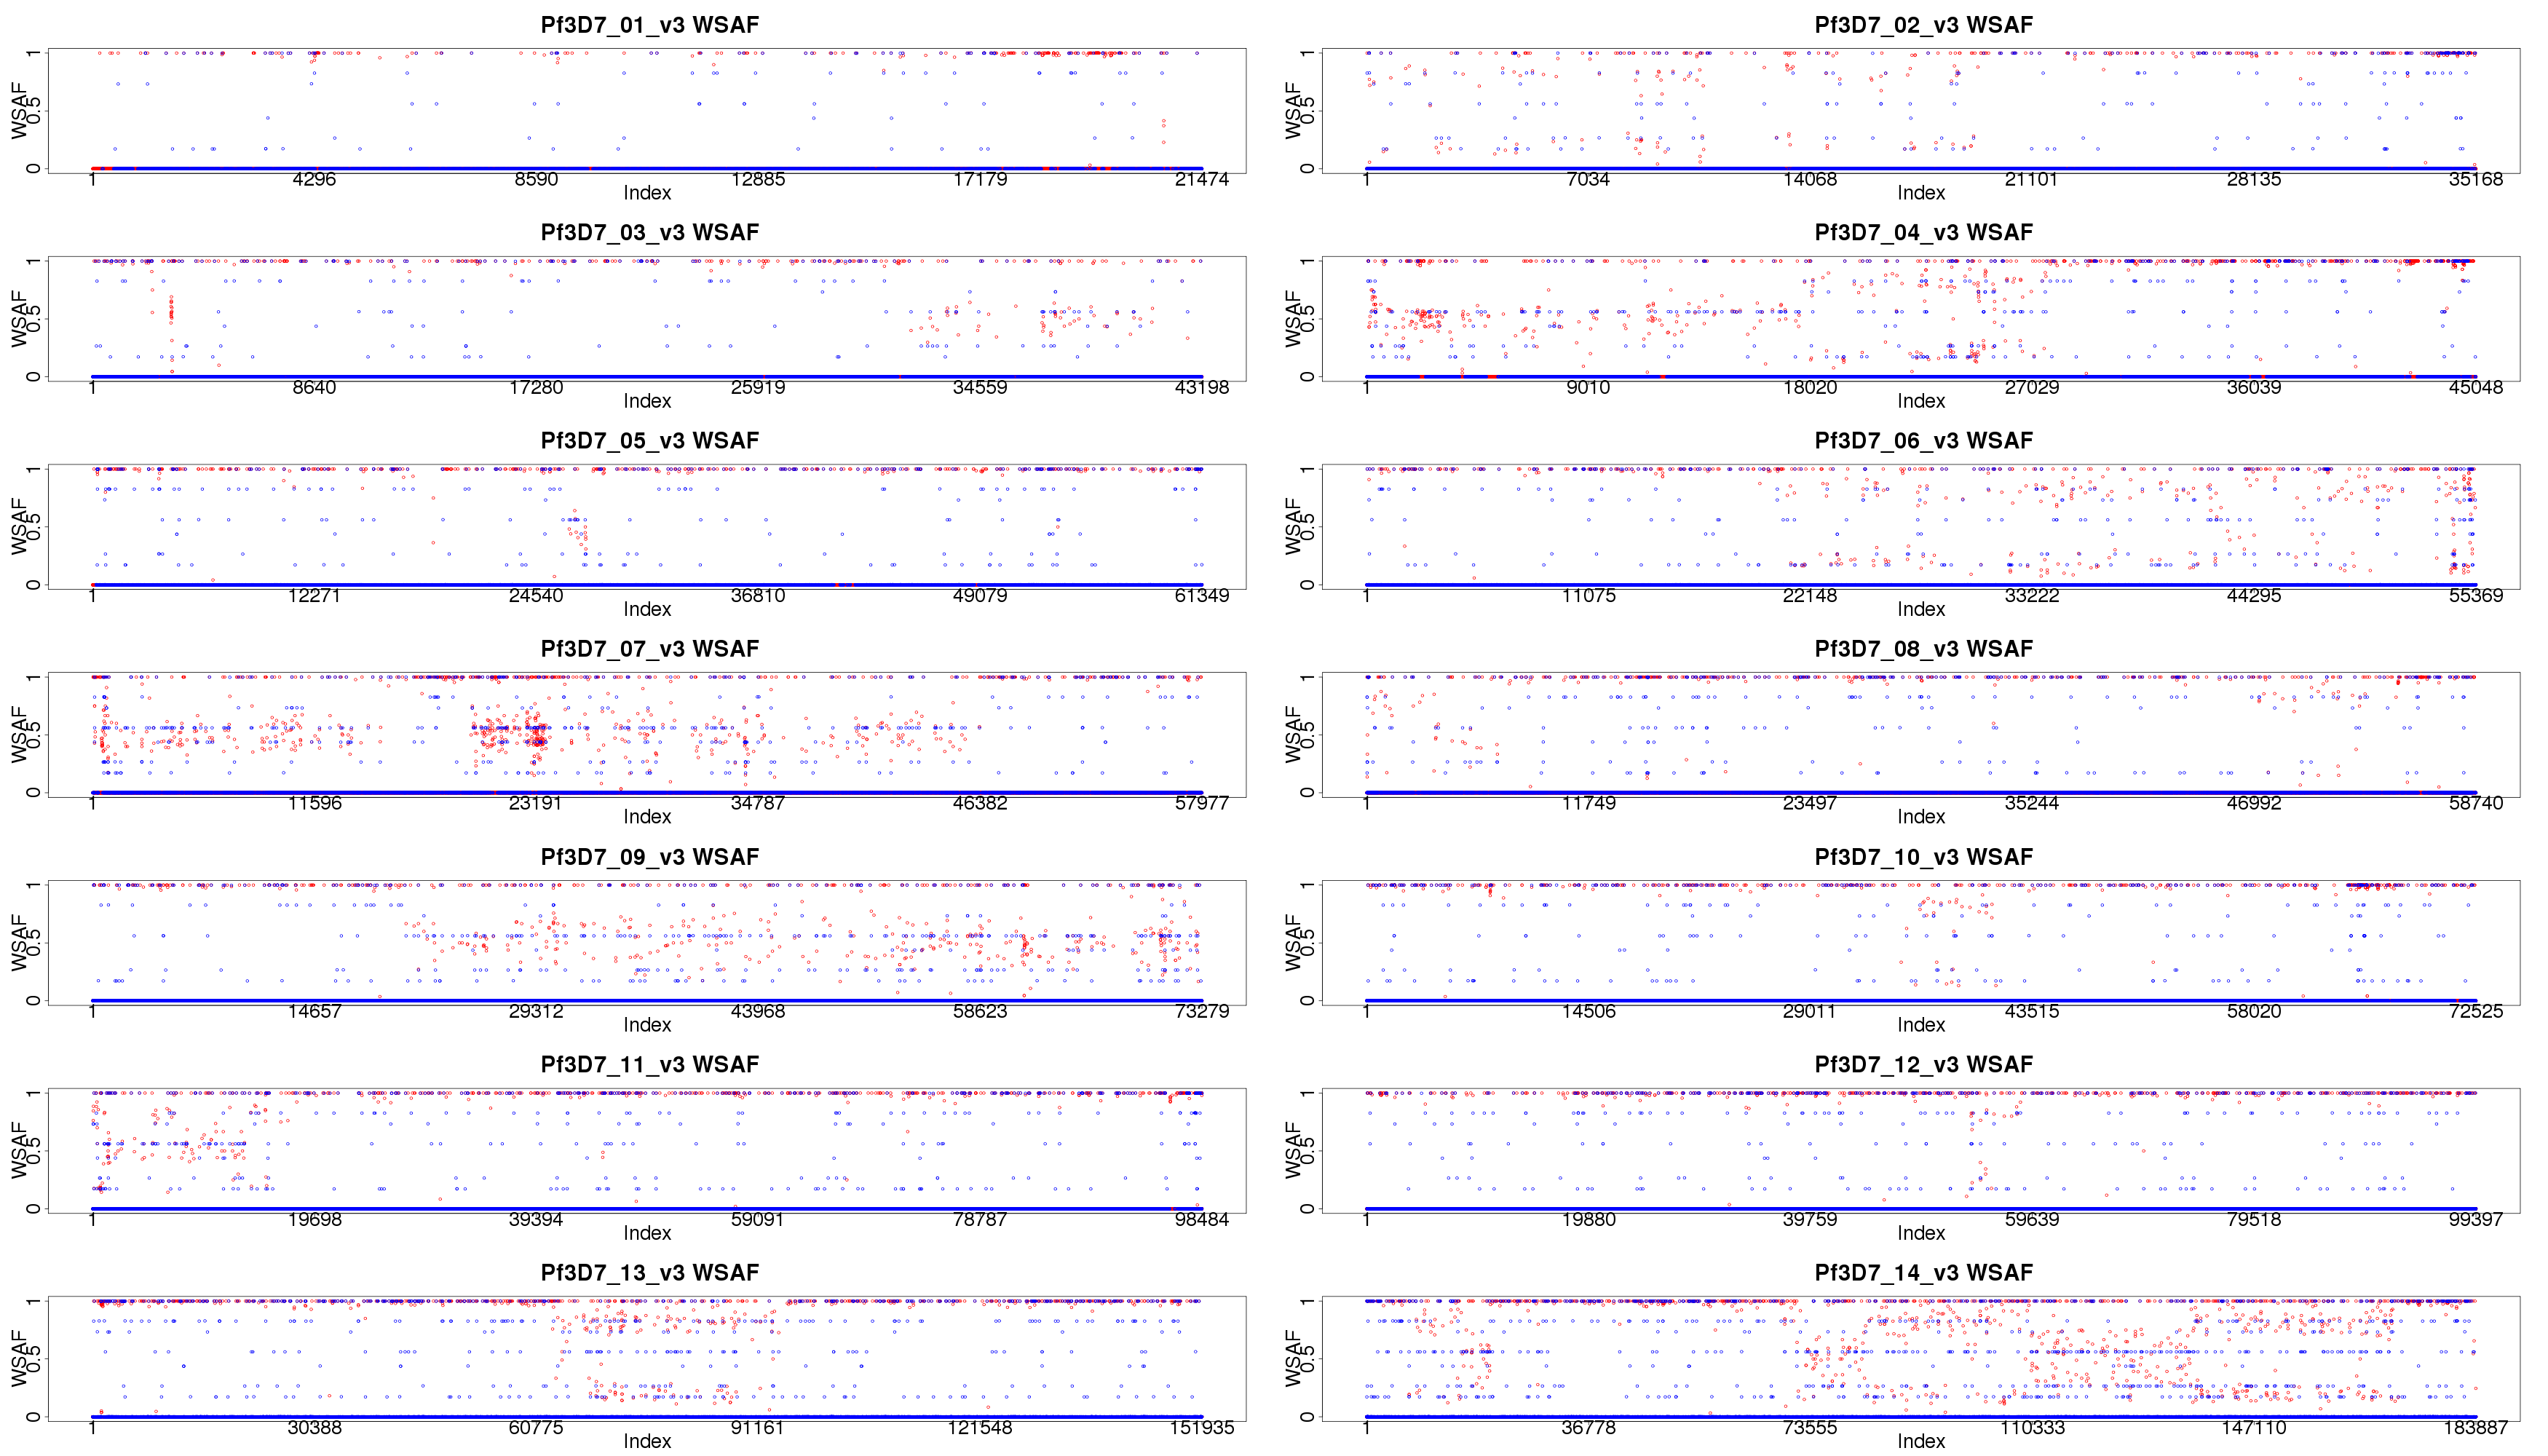 Pf3D7_01_v3 WSAF
WSAF
0 0.5 1
1 4296 8590 12885 17179 21474
Index
Pf3D7_02_v3 WSAF
WSAF
0 0.5 1
1 7034 14068 21101 28135 35168
Index
Pf3D7_03_v3 WSAF
WSAF
0 0.5 1
1 8640 17280 25919 34559 43198
Index
Pf3D7_04_v3 WSAF
WSAF
0 0.5 1
1 9010 18020 27029 36039 45048
Index
Pf3D7_05_v3 WSAF
WSAF
0 0.5 1
1 12271 24540 36810 49079 61349
Index
Pf3D7_06_v3 WSAF
WSAF
0 0.5 1
1 11075 22148 33222 44295 55369
Index
Pf3D7_07_v3 WSAF
WSAF
0 0.5 1
1 11596 23191 34787 46382 57977
Index
Pf3D7_08_v3 WSAF
WSAF
0 0.5 1
1 11749 23497 35244 46992 58740
Index
Pf3D7_09_v3 WSAF
WSAF
0 0.5 1
1 14657 29312 43968 58623 73279
Index
Pf3D7_10_v3 WSAF
WSAF
0 0.5 1
1 14506 29011 43515 58020 72525
Index
Pf3D7_11_v3 WSAF
WSAF
0 0.5 1
1 19698 39394 59091 78787 98484
Index
Pf3D7_12_v3 WSAF
WSAF
0 0.5 1
1 19880 39759 59639 79518 99397
Index
Pf3D7_13_v3 WSAF
WSAF
0 0.5 1
1 30388 60775 91161 121548 151935
Index
Pf3D7_14_v3 WSAF
WSAF
0 0.5 1
1 36778 73555 110333 147110 183887
Index